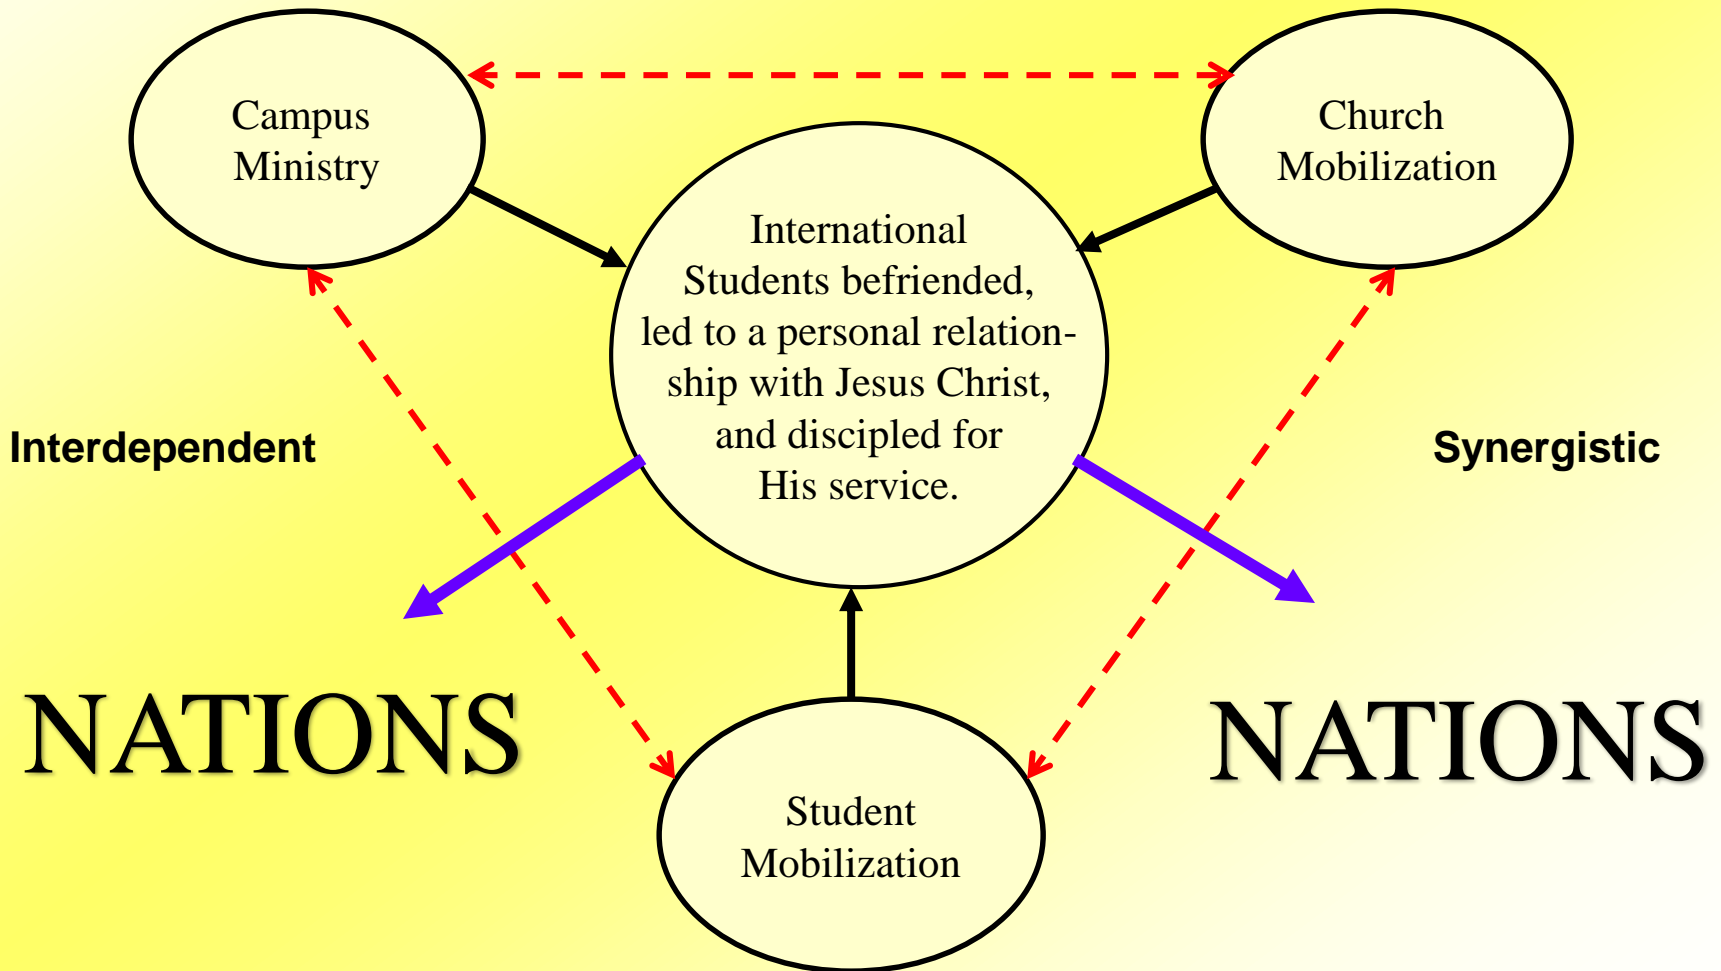 Campus
Ministry
Church
Mobilization
International
Students befriended,
led to a personal relation-
ship with Jesus Christ,
and discipled for
His service.
Interdependent
Synergistic
NATIONS
NATIONS
Student
Mobilization